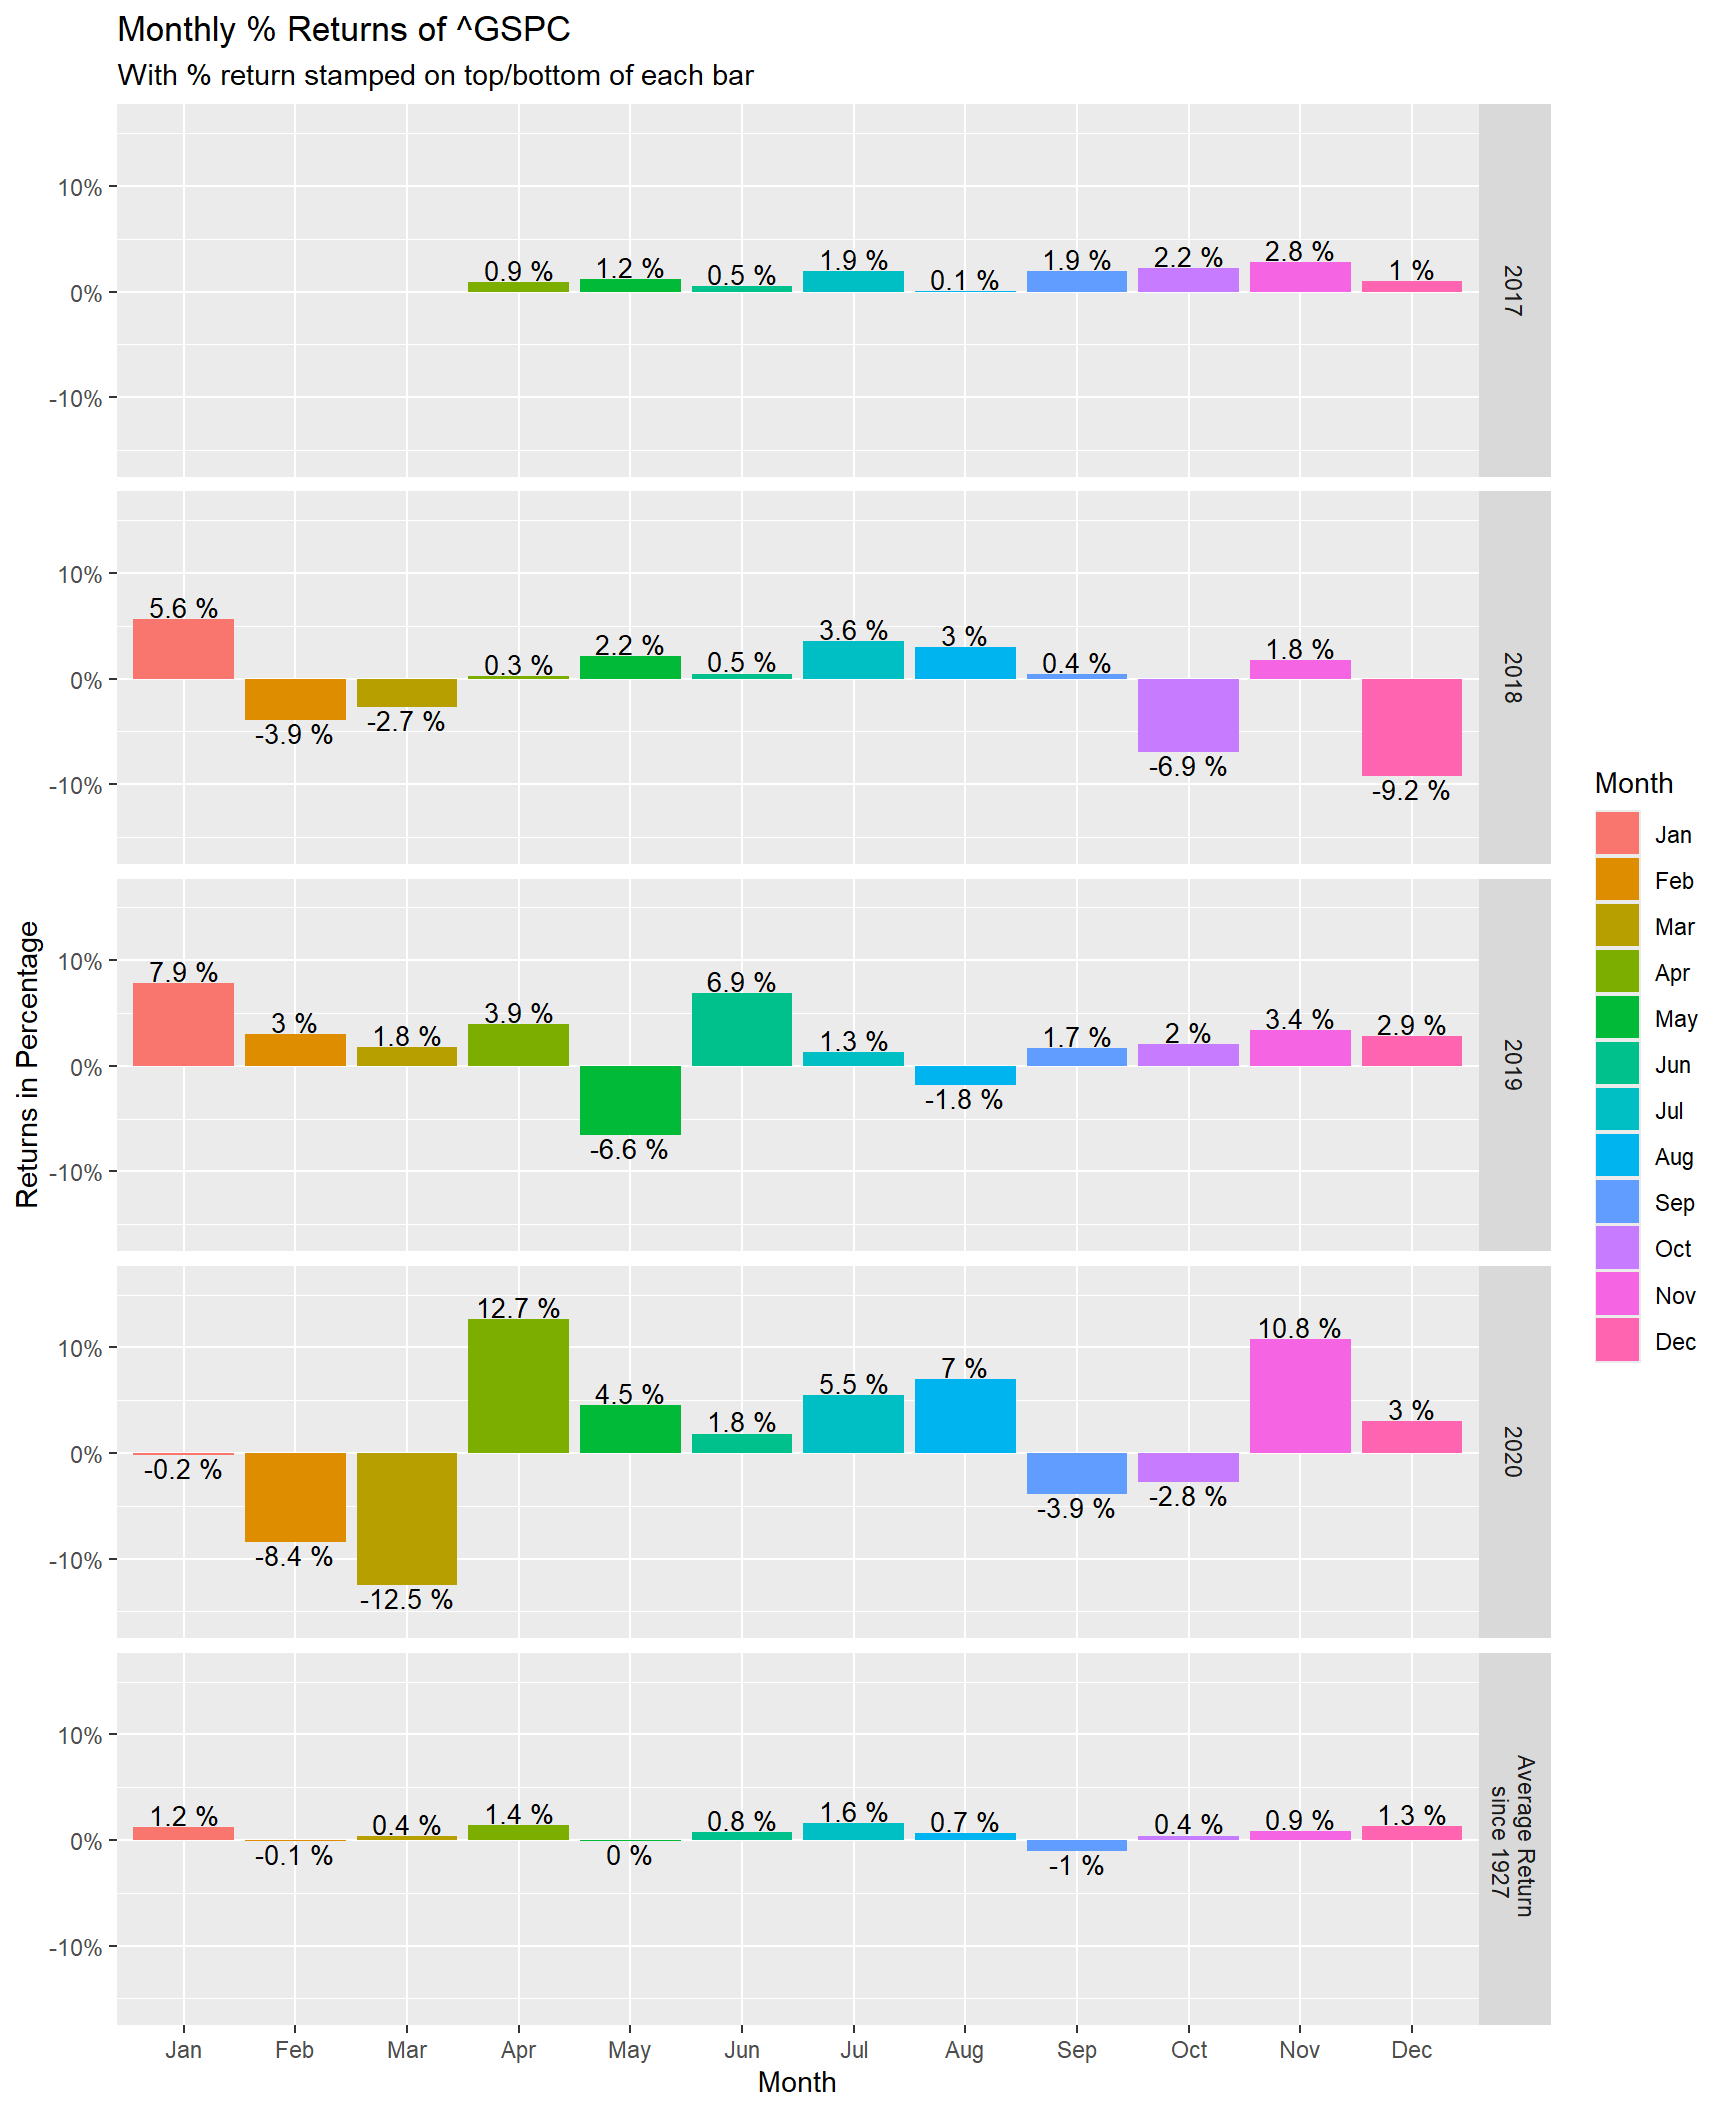 Monthly % Returns of ^GSPC
With % return stamped on top/bottom of each bar
Returns in Percentage
10%
0%
-10%
0.9 % 1.2 % 0.5 % 1.9 % 0.1 % 1.9 % 2.2 % 2.8 % 1 %
2017
10%
0%
-10%
5.6 % -3.9 % -2.7 % 0.3 % 2.2 % 0.5 % 3.6 % 3 % 0.4 % -6.9 % 1.8 % -9.2 %
2018
10%
0%
-10%
7.9 % 3 % 1.8 % 3.9 % -6.6 % 6.9 % 1.3 % -1.8 % 1.7 % 2 % 3.4 % 2.9 %
2019
10%
0%
-10%
-0.2 % -8.4 % -12.5 % 12.7 % 4.5 % 1.8 % 5.5 % 7 % -3.9 % -2.8 % 10.8 % 3 %
2020
10%
0%
-10%
1.2 % -0.1 % 0.4 % 1.4 % 0 % 0.8 % 1.6 % 0.7 % -1 % 0.4 % 0.9 % 1.3 %
Average Return
since 1927
Jan Feb Mar Apr May Jun Jul Aug Sep Oct Nov Dec
Month
Month
Jan
Feb
Mar
Apr
May
Jun
Jul
Aug
Sep
Oct
Nov
Dec